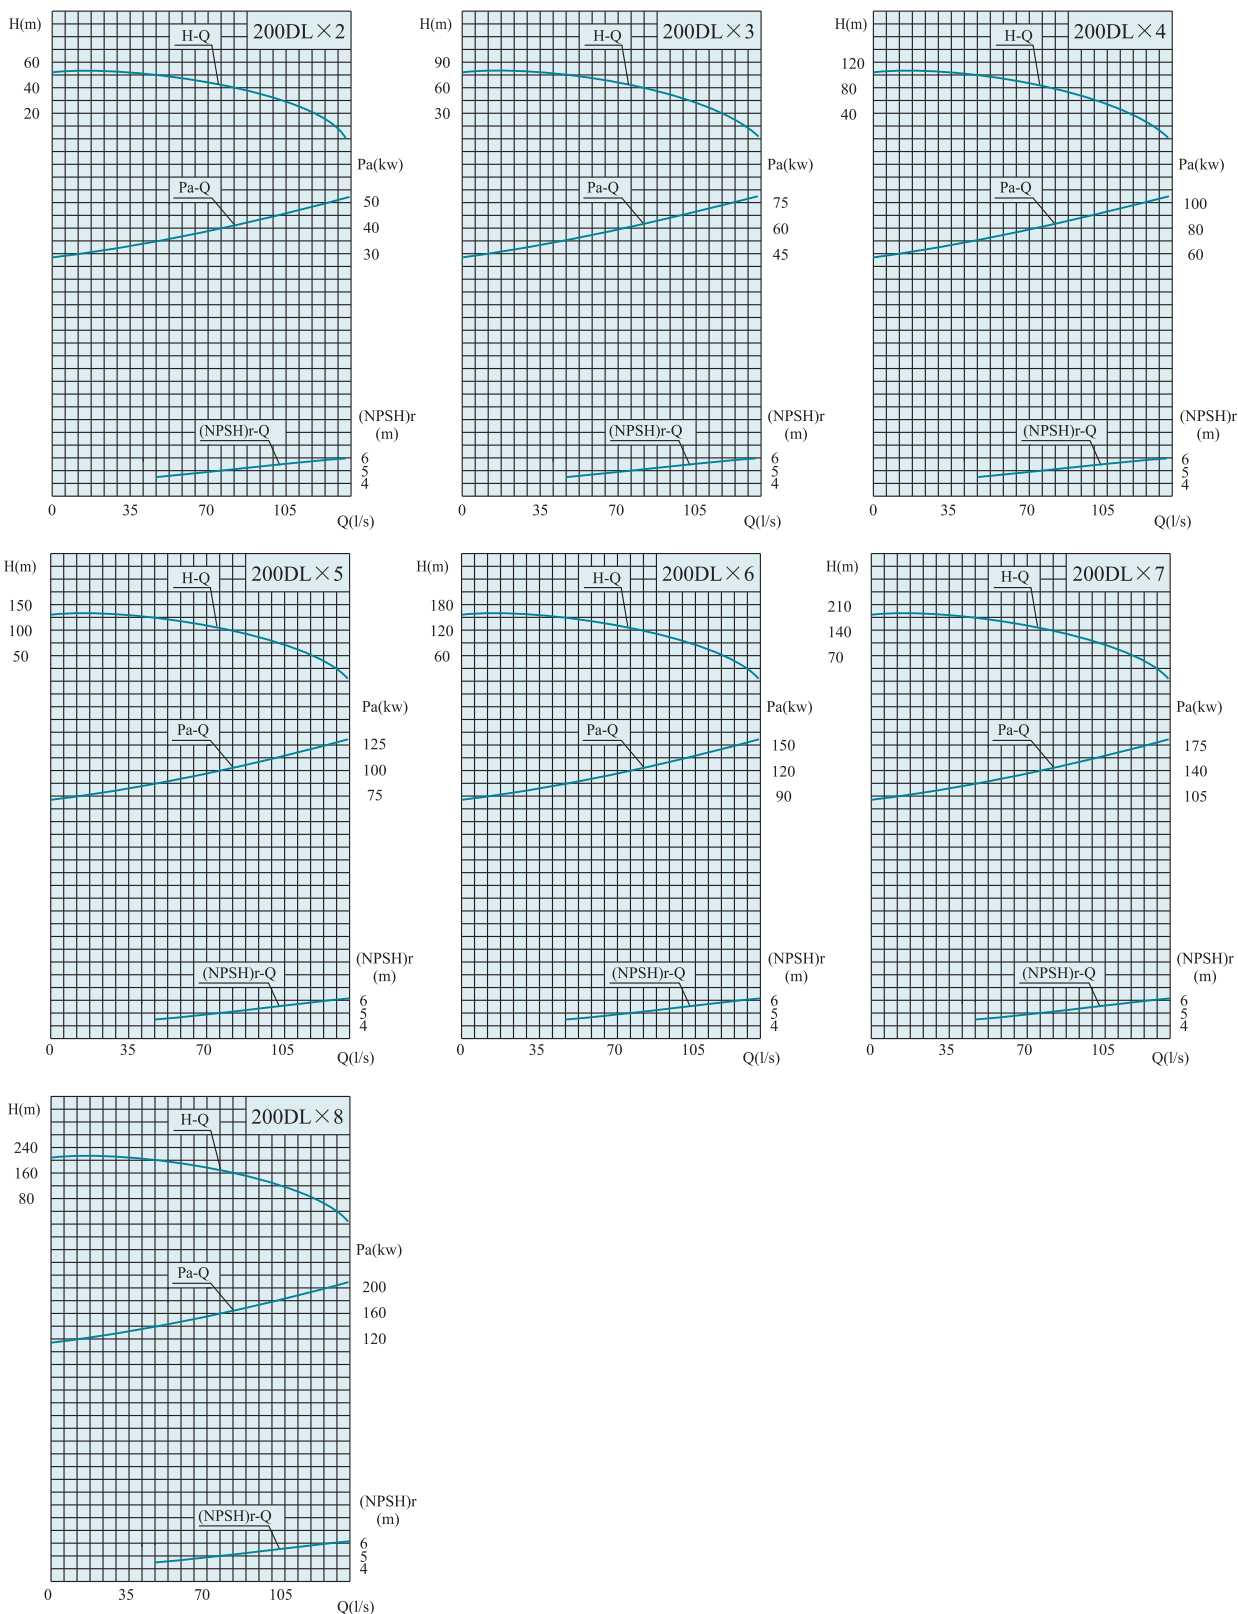 H(m)
200DL×2
H-Q
60
40
20
Pa(kw)
Pa-Q
50
40
30
(NPSH)r
(m)
(NPSH)r-Q
6
5
4
0 35 70 105
Q(l/s)
H(m)
200DL×3
H-Q
90
60
30
Pa(kw)
Pa-Q
75
60
45
(NPSH)r
(m)
(NPSH)r-Q
6
5
4
0 35 70 105
Q(l/s)
H(m)
200DL×4
H-Q
120
80
40
Pa(kw)
Pa-Q
100
80
60
(NPSH)r
(m)
(NPSH)r-Q
6
5
4
0 35 70 105
Q(l/s)
H(m)
200DL×5
H-Q
150
100
50
Pa(kw)
Pa-Q
125
100
75
(NPSH)r
(m)
(NPSH)r-Q
6
5
4
0 35 70 105
Q(l/s)
H(m)
200DL×6
H-Q
180
120
60
Pa(kw)
Pa-Q
150
120
90
(NPSH)r
(m)
(NPSH)r-Q
6
5
4
0 35 70 105
Q(l/s)
H(m)
200DL×7
H-Q
210
140
70
Pa(kw)
Pa-Q
175
140
105
(NPSH)r
(m)
(NPSH)r-Q
6
5
4
0 35 70 105
Q(l/s)
H(m)
200DL×8
H-Q
240
160
80
Pa(kw)
Pa-Q
200
160
120
(NPSH)r
(m)
(NPSH)r-Q
6
5
4
0 35 70 105
Q(l/s)